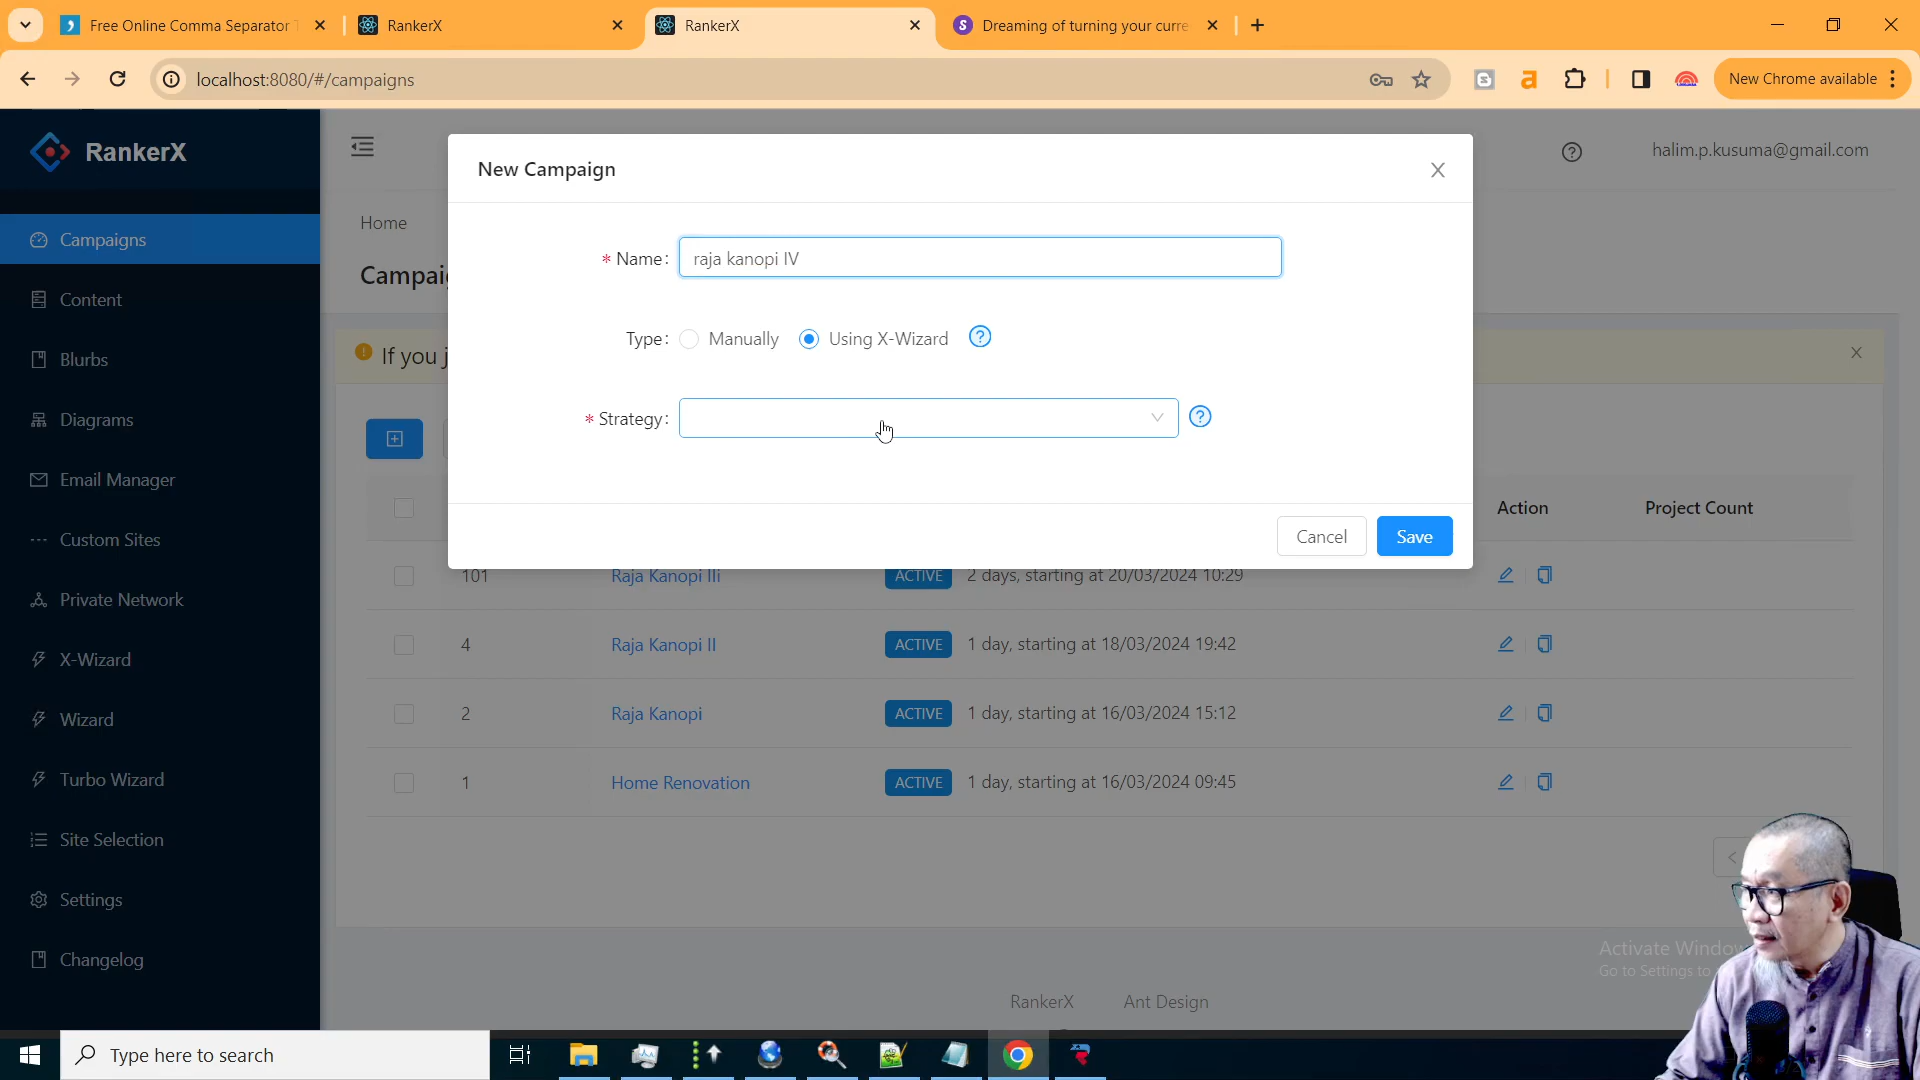 Free Online Comma Separator T
RankerX
RankerX
Dreaming of turning your curre
localhost:8080/#/campaigns
New Chrome available
RankerX
halim.p.kusuma@gmail.com
Campaigns
Content
Blurbs
Diagrams
Email Manager
Custom Sites
Private Network
X-Wizard
Wizard
Turbo Wizard
Site Selection
Settings
Changelog
Home
Campai
If you j
New Campaign
* Name: raja kanopi IV
Type: Manually Using X-Wizard
* Strategy:
Cancel Save
Action Project Count
101 Raja Kanopi IIi ACTIVE 2 days, starting at 20/03/2024 10:29
4 Raja Kanopi II ACTIVE 1 day, starting at 18/03/2024 19:42
2 Raja Kanopi ACTIVE 1 day, starting at 16/03/2024 15:12
1 Home Renovation ACTIVE 1 day, starting at 16/03/2024 09:45
Activate Window
Go to Settings to
RankerX Ant Design
Type here to search